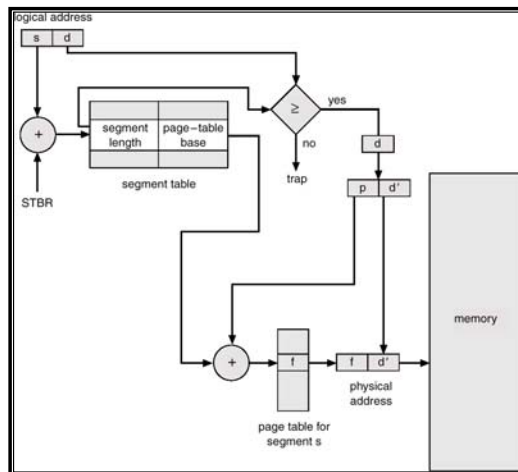 logical address
s d
≥
yes
no
trap
+
segment length
page–table base
segment table
STBR
d
p d′
memory
+
f
f d′
physical address
page table for segment s